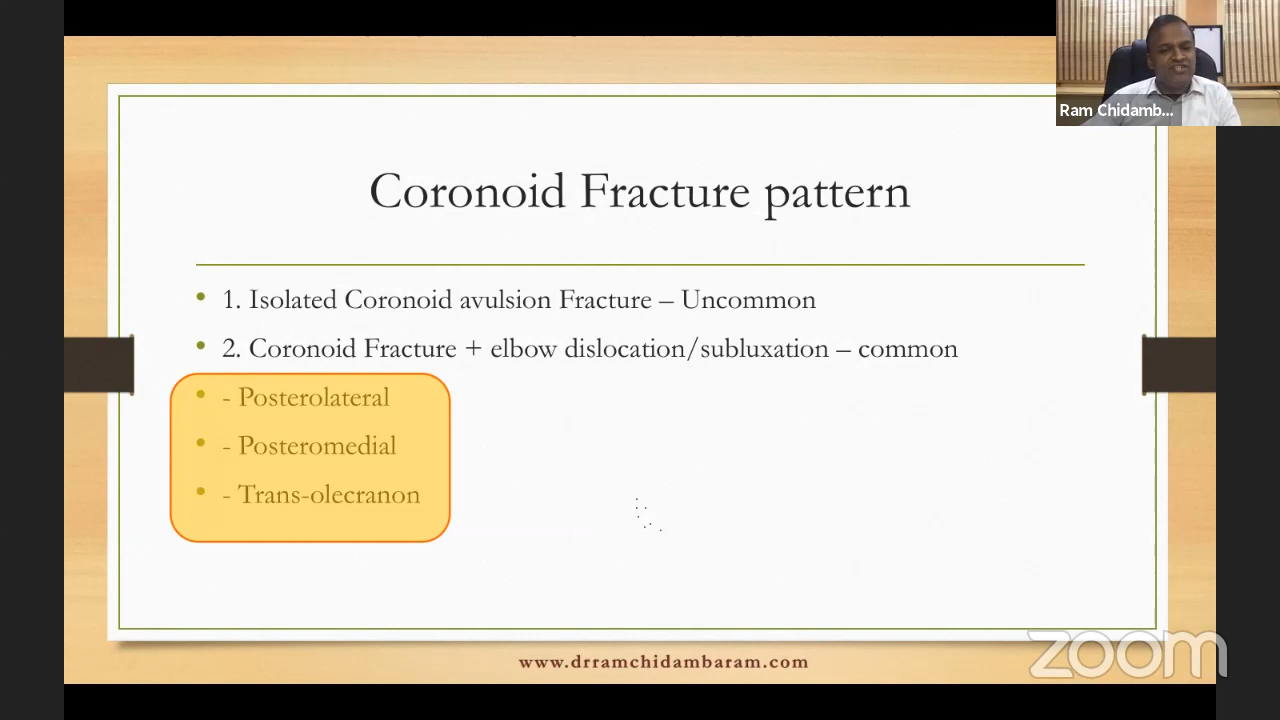 Ram Chidamb...
Coronoid Fracture pattern
• 1. Isolated Coronoid avulsion Fracture – Uncommon
• 2. Coronoid Fracture + elbow dislocation/subluxation – common
• - Posterolateral
• - Posteromedial
• - Trans-olecranon
www.drramchidambaram.com
zoom